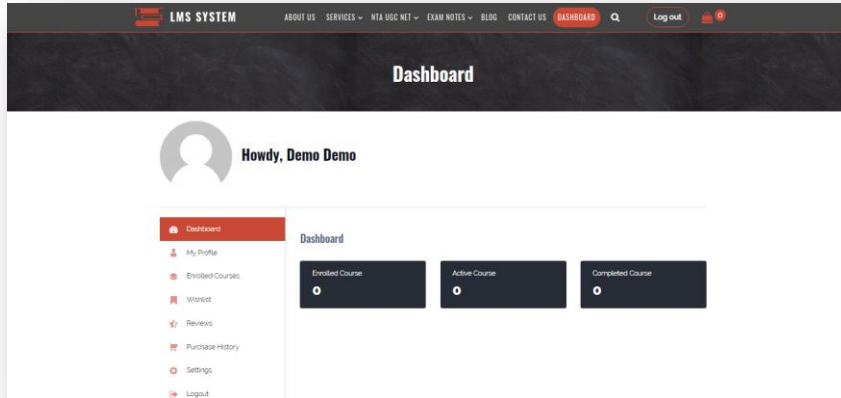 LMS SYSTEM ABOUT US SERVICES NTA UGC NET EXAM NOTES BLOG CONTACT US DASHBOARD Log out 0
Dashboard
Howdy, Demo Demo
Dashboard
My Profile
Enrolled Courses
Wishlist
Reviews
Purchase History
Settings
Logout
Dashboard
Enrolled Course Active Course Completed Course
0 0 0